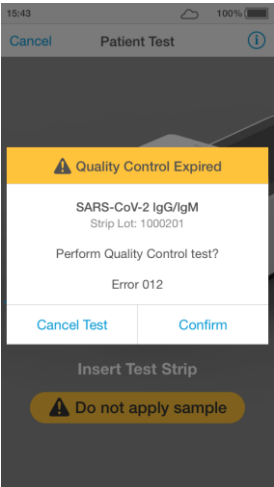 15:43 100%
Cancel Patient Test i
Quality Control Expired
SARS-CoV-2 IgG/IgM
Strip Lot: 1000201
Perform Quality Control test?
Error 012
Cancel Test Confirm
Insert Test Strip
Do not apply sample